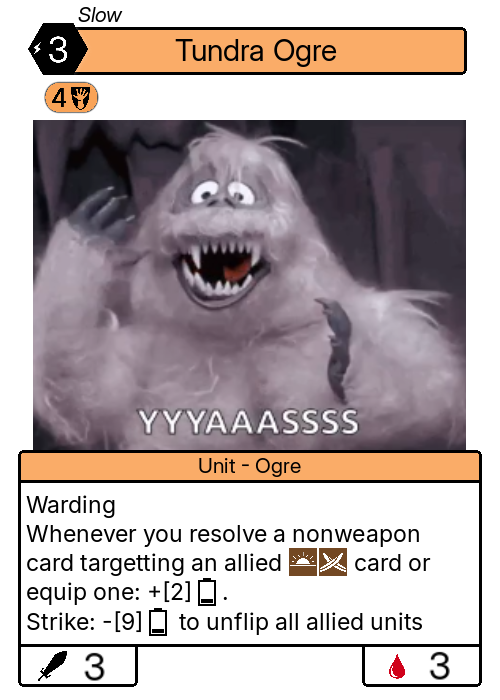 Slow
3
Tundra Ogre
4
YYYAAASSSS
Unit - Ogre
Warding
Whenever you resolve a nonweapon
card targetting an allied card or
equip one: +[2] .
Strike: -[9] to unflip all allied units
3
3